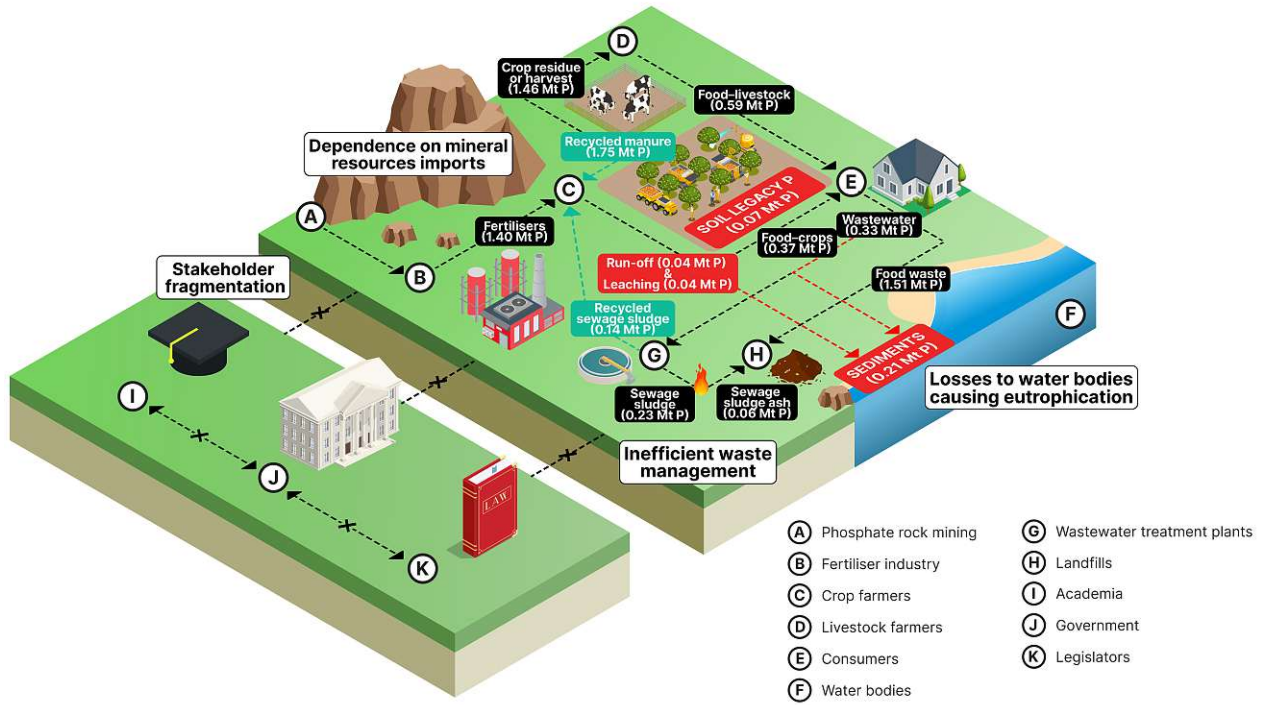 D
Crop residue
or harvest
(1.46 Mt P)
Food–livestock
(0.59 Mt P)
Dependence on mineral
resources imports
Recycled manure
(1.75 Mt P)
C
E
SOIL LEGACY P
(0.07 Mt P)
A
Fertilisers
(1.40 Mt P)
Wastewater
(0.33 Mt P)
Food–crops
(0.37 Mt P)
B
Stakeholder
fragmentation
Run-off (0.04 Mt P)
&
Leaching (0.04 Mt P)
Food waste
(1.51 Mt P)
F
Recycled
sewage sludge
(0.14 Mt P)
G
H
SEDIMENTS
(0.21 Mt P)
Losses to water bodies
causing eutrophication
I
Sewage
sludge
(0.23 Mt P)
Sewage
sludge ash
(0.06 Mt P)
Inefficient waste
management
J
LAW
K
A Phosphate rock mining
B Fertiliser industry
C Crop farmers
D Livestock farmers
E Consumers
F Water bodies
G Wastewater treatment plants
H Landfills
I Academia
J Government
K Legislators